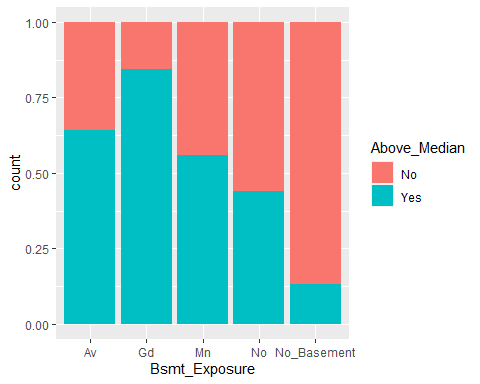 1.00
0.75
0.50
0.25
0.00
count
Av Gd Mn No No_Basement
Bsmt_Exposure
Above_Median
No
Yes